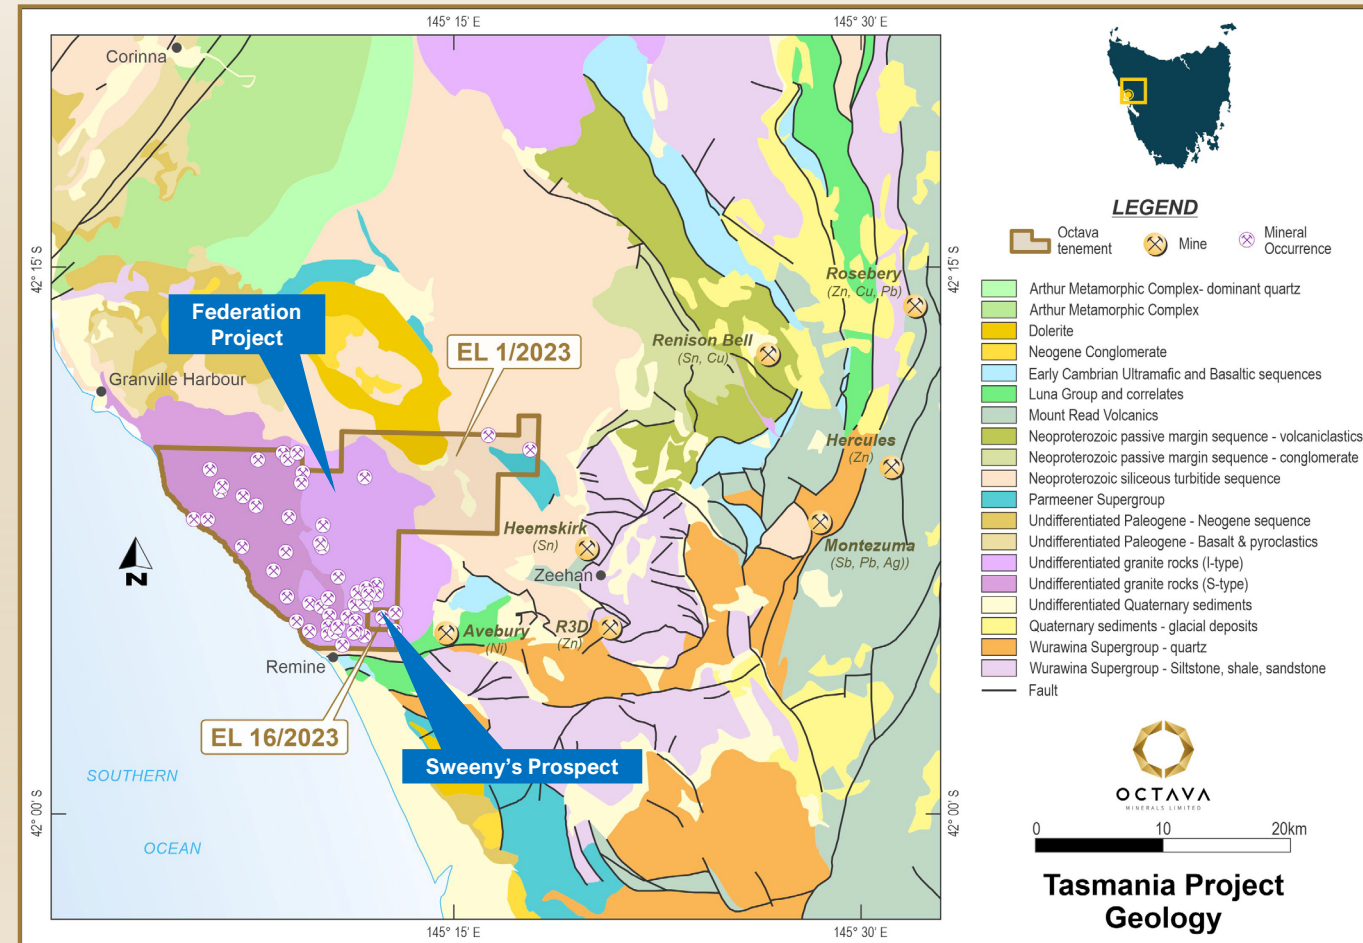 145° 15' E
145° 30' E
Corinna
42° 15' S
42° 15' S
Federation
Project
Granville Harbour
EL 1/2023
Rosebery
(Zn, Cu, Pb)
Renison Bell
(Sn, Cu)
Hercules
(Zn)
Heemskirk
(Sn)
Zeehan
Montezuma
(Sb, Pb, Ag))
N
Avebury
(Ni)
R3D
(Zn)
Remine
EL 16/2023
Sweeny's Prospect
SOUTHERN
OCEAN
42° 00' S
42° 00' S
145° 15' E
145° 30' E
LEGEND
Octava
tenement
Mine
Mineral
Occurrence
Arthur Metamorphic Complex- dominant quartz
Arthur Metamorphic Complex
Dolerite
Neogene Conglomerate
Early Cambrian Ultramafic and Basaltic sequences
Luna Group and correlates
Mount Read Volcanics
Neoproterozoic passive margin sequence - volcaniclastics
Neoproterozoic passive margin sequence - conglomerate
Neoproterozoic siliceous turbidite sequence
Parmeener Supergroup
Undifferentiated Paleogene - Neogene sequence
Undifferentiated Paleogene - Basalt & pyroclastics
Undifferentiated granite rocks (I-type)
Undifferentiated granite rocks (S-type)
Undifferentiated Quaternary sediments
Quaternary sediments - glacial deposits
Wurawina Supergroup - quartz
Wurawina Supergroup - Siltstone, shale, sandstone
Fault
OCTAVA
MINERALS LIMITED
0 10 20km
Tasmania Project
Geology